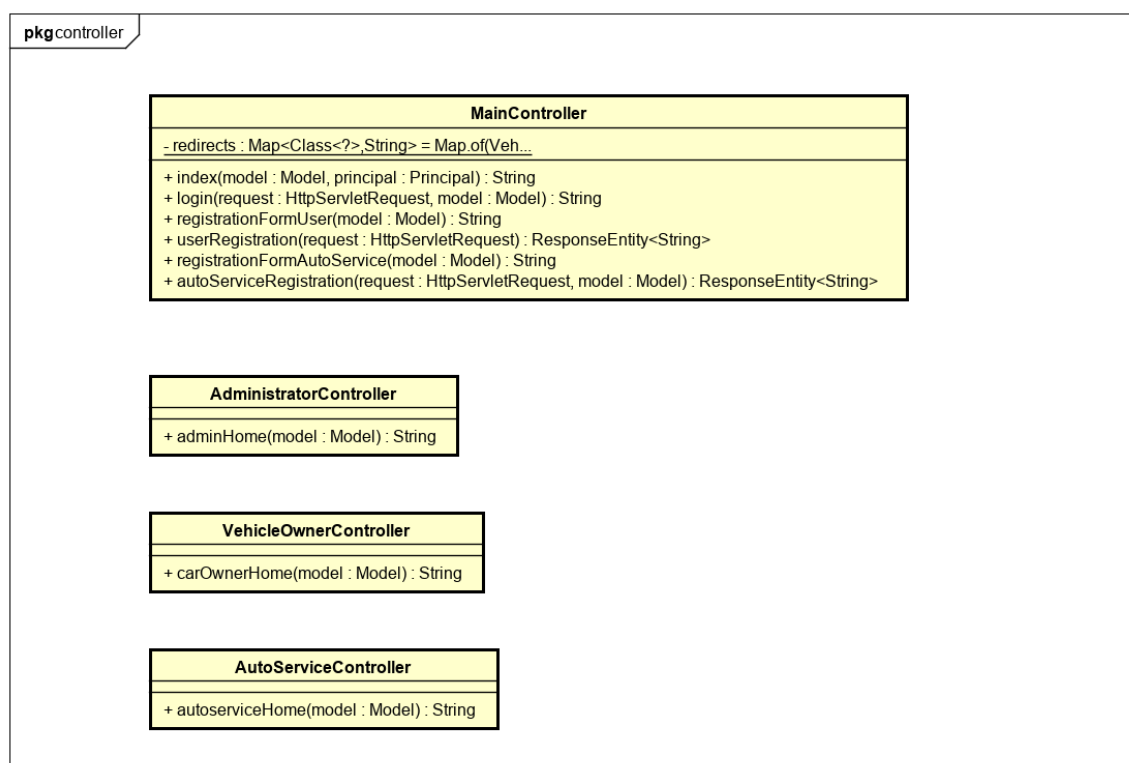 pkg controller
MainController
- redirects : Map<Class<?>,String> = Map.of(Veh...
+ index(model : Model, principal : Principal) : String
+ login(request : HttpServletRequest, model : Model) : String
+ registrationFormUser(model : Model) : String
+ userRegistration(request : HttpServletRequest) : ResponseEntity<String>
+ registrationFormAutoService(model : Model) : String
+ autoServiceRegistration(request : HttpServletRequest, model : Model) : ResponseEntity<String>
AdministratorController
+ adminHome(model : Model) : String
VehicleOwnerController
+ carOwnerHome(model : Model) : String
AutoServiceController
+ autoserviceHome(model : Model) : String